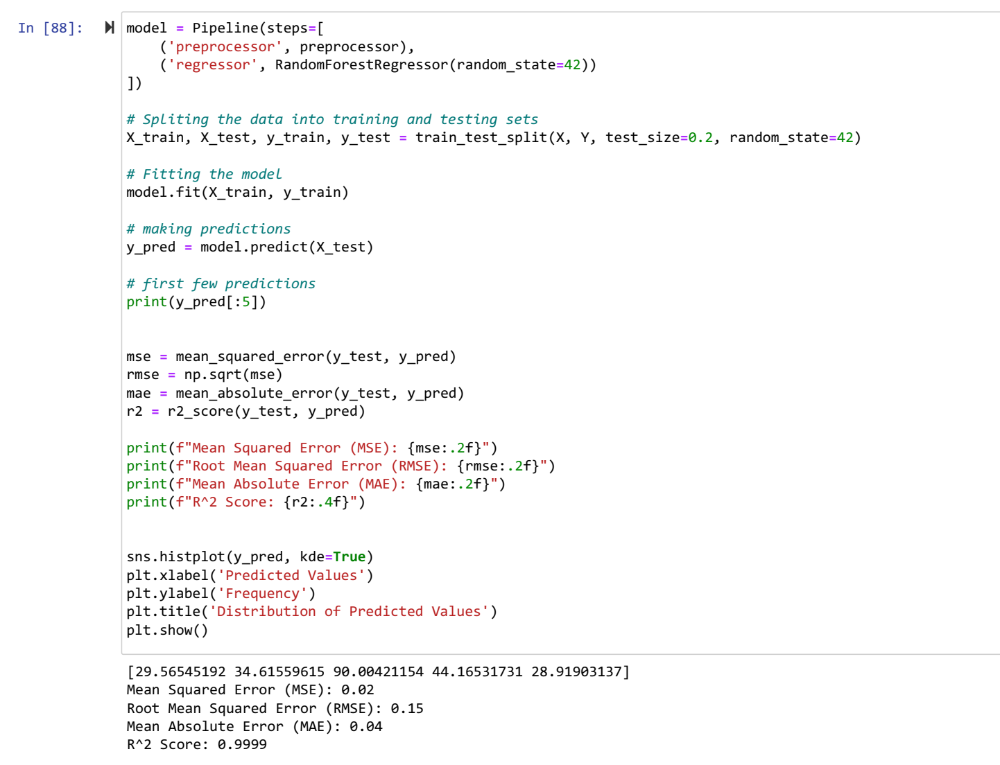 In [88]:
model = Pipeline(steps=[
    ('preprocessor', preprocessor),
    ('regressor', RandomForestRegressor(random_state=42))
])
# Spliting the data into training and testing sets
X_train, X_test, y_train, y_test = train_test_split(X, Y, test_size=0.2, random_state=42)
# Fitting the model
model.fit(X_train, y_train)
# making predictions
y_pred = model.predict(X_test)
# first few predictions
print(y_pred[:5])
mse = mean_squared_error(y_test, y_pred)
rmse = np.sqrt(mse)
mae = mean_absolute_error(y_test, y_pred)
r2 = r2_score(y_test, y_pred)
print(f"Mean Squared Error (MSE): {mse:.2f}")
print(f"Root Mean Squared Error (RMSE): {rmse:.2f}")
print(f"Mean Absolute Error (MAE): {mae:.2f}")
print(f"R^2 Score: {r2:.4f}")
sns.histplot(y_pred, kde=True)
plt.xlabel('Predicted Values')
plt.ylabel('Frequency')
plt.title('Distribution of Predicted Values')
plt.show()
[29.56545192 34.61559615 90.00421154 44.16531731 28.91903137]
Mean Squared Error (MSE): 0.02
Root Mean Squared Error (RMSE): 0.15
Mean Absolute Error (MAE): 0.04
R^2 Score: 0.9999